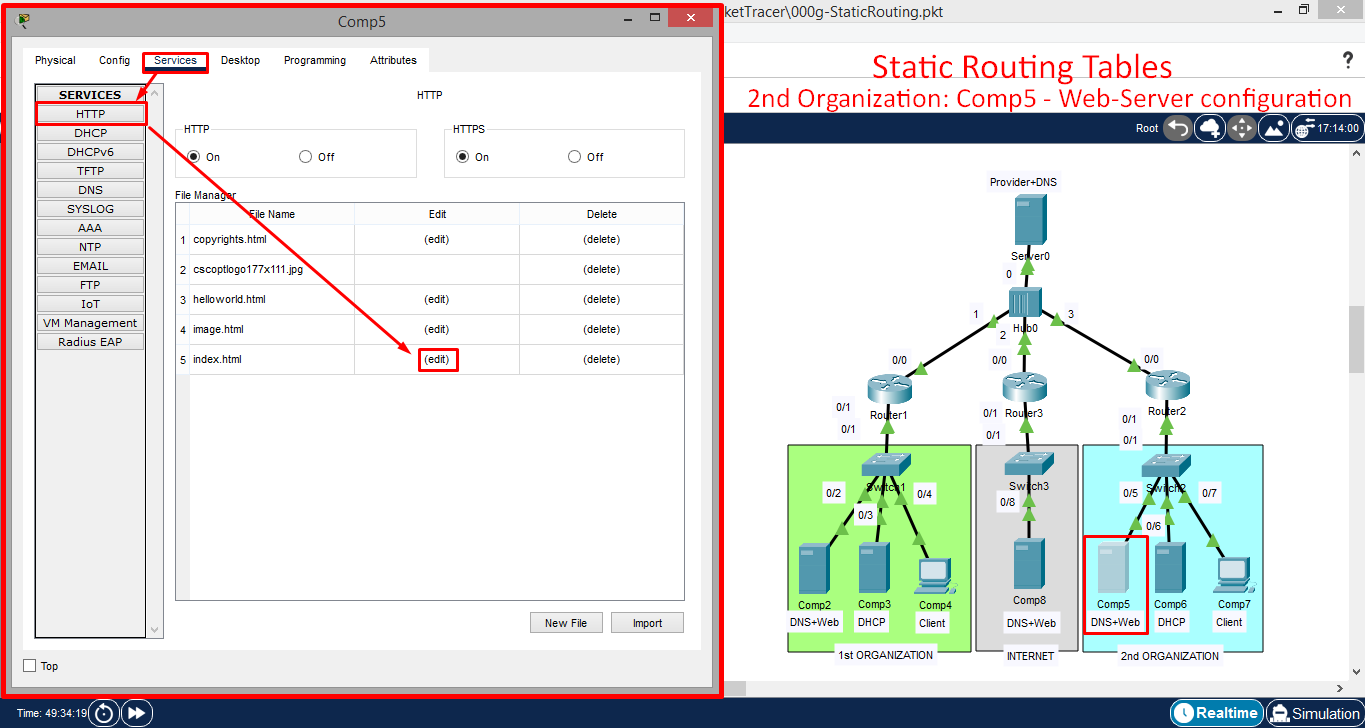 Comp5
ketTracer\000g-StaticRouting.pkt
Physical Config Services Desktop Programming Attributes
SERVICES
HTTP
DHCP
DHCPv6
TFTP
DNS
SYSLOG
AAA
NTP
EMAIL
FTP
IoT
VM Management
Radius EAP
HTTP
HTTP
On Off
HTTPS
On Off
File Manager
File Name Edit Delete
1 copyrights.html (edit) (delete)
2 cscoptlogo177x111.jpg (delete)
3 helloworld.html (edit) (delete)
4 image.html (edit) (delete)
5 index.html (edit) (delete)
New File Import
Top
Static Routing Tables
2nd Organization: Comp5 - Web-Server configuration
?
Root 17:14:00
Provider+DNS
Server0
0
Hub0
1
2
3
0/0
0/0
0/0
Router1
Router3
Router2
0/1
0/1
0/1
0/1
0/1
0/1
Switch1
Switch3
Switch2
0/2
0/3
0/4
0/8
0/5
0/6
0/7
Comp2
DNS+Web
Comp3
DHCP
Comp4
Client
Comp8
DNS+Web
Comp5
DNS+Web
Comp6
DHCP
Comp7
Client
1st ORGANIZATION
INTERNET
2nd ORGANIZATION
Time: 49:34:19
Realtime Simulation